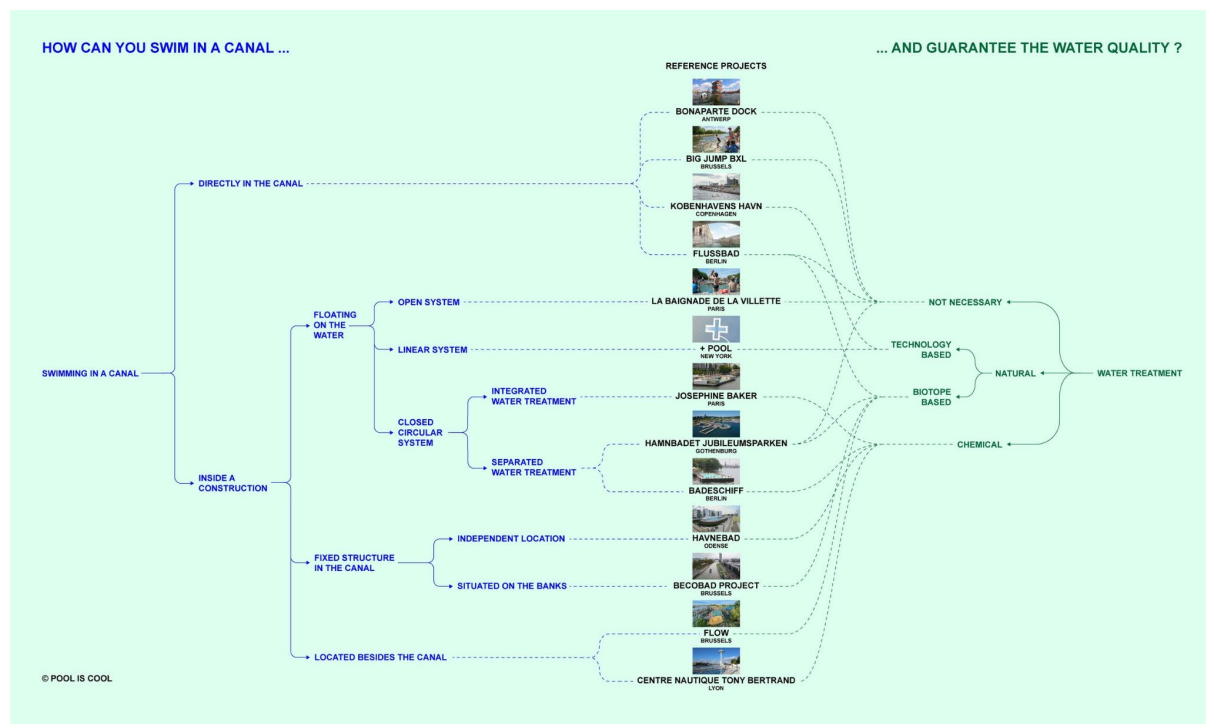 HOW CAN YOU SWIM IN A CANAL ...
... AND GUARANTEE THE WATER QUALITY ?
REFERENCE PROJECTS
BONAPARTE DOCK
ANTWERP
BIG JUMP BXL
BRUSSELS
DIRECTLY IN THE CANAL
KOBENHAVENS HAVN
COPENHAGEN
FLUSSBAD
BERLIN
OPEN SYSTEM
LA BAIGNADE DE LA VILLETTE
PARIS
NOT NECESSARY
FLOATING
ON THE
WATER
LINEAR SYSTEM
+ POOL
NEW YORK
TECHNOLOGY
BASED
SWIMMING IN A CANAL
NATURAL
WATER TREATMENT
INTEGRATED
WATER TREATMENT
JOSEPHINE BAKER
PARIS
BIOTOPE
BASED
CLOSED
CIRCULAR
SYSTEM
HAMNBADET JUBILEUMSPARKEN
GOTHENBURG
CHEMICAL
SEPARATED
WATER TREATMENT
INSIDE A
CONSTRUCTION
BADESCHIFF
BERLIN
INDEPENDENT LOCATION
HAVNEBAD
ODENSE
FIXED STRUCTURE
IN THE CANAL
SITUATED ON THE BANKS
BECOBAD PROJECT
BRUSSELS
FLOW
BRUSSELS
LOCATED BESIDES THE CANAL
CENTRE NAUTIQUE TONY BERTRAND
LYON
© POOL IS COOL